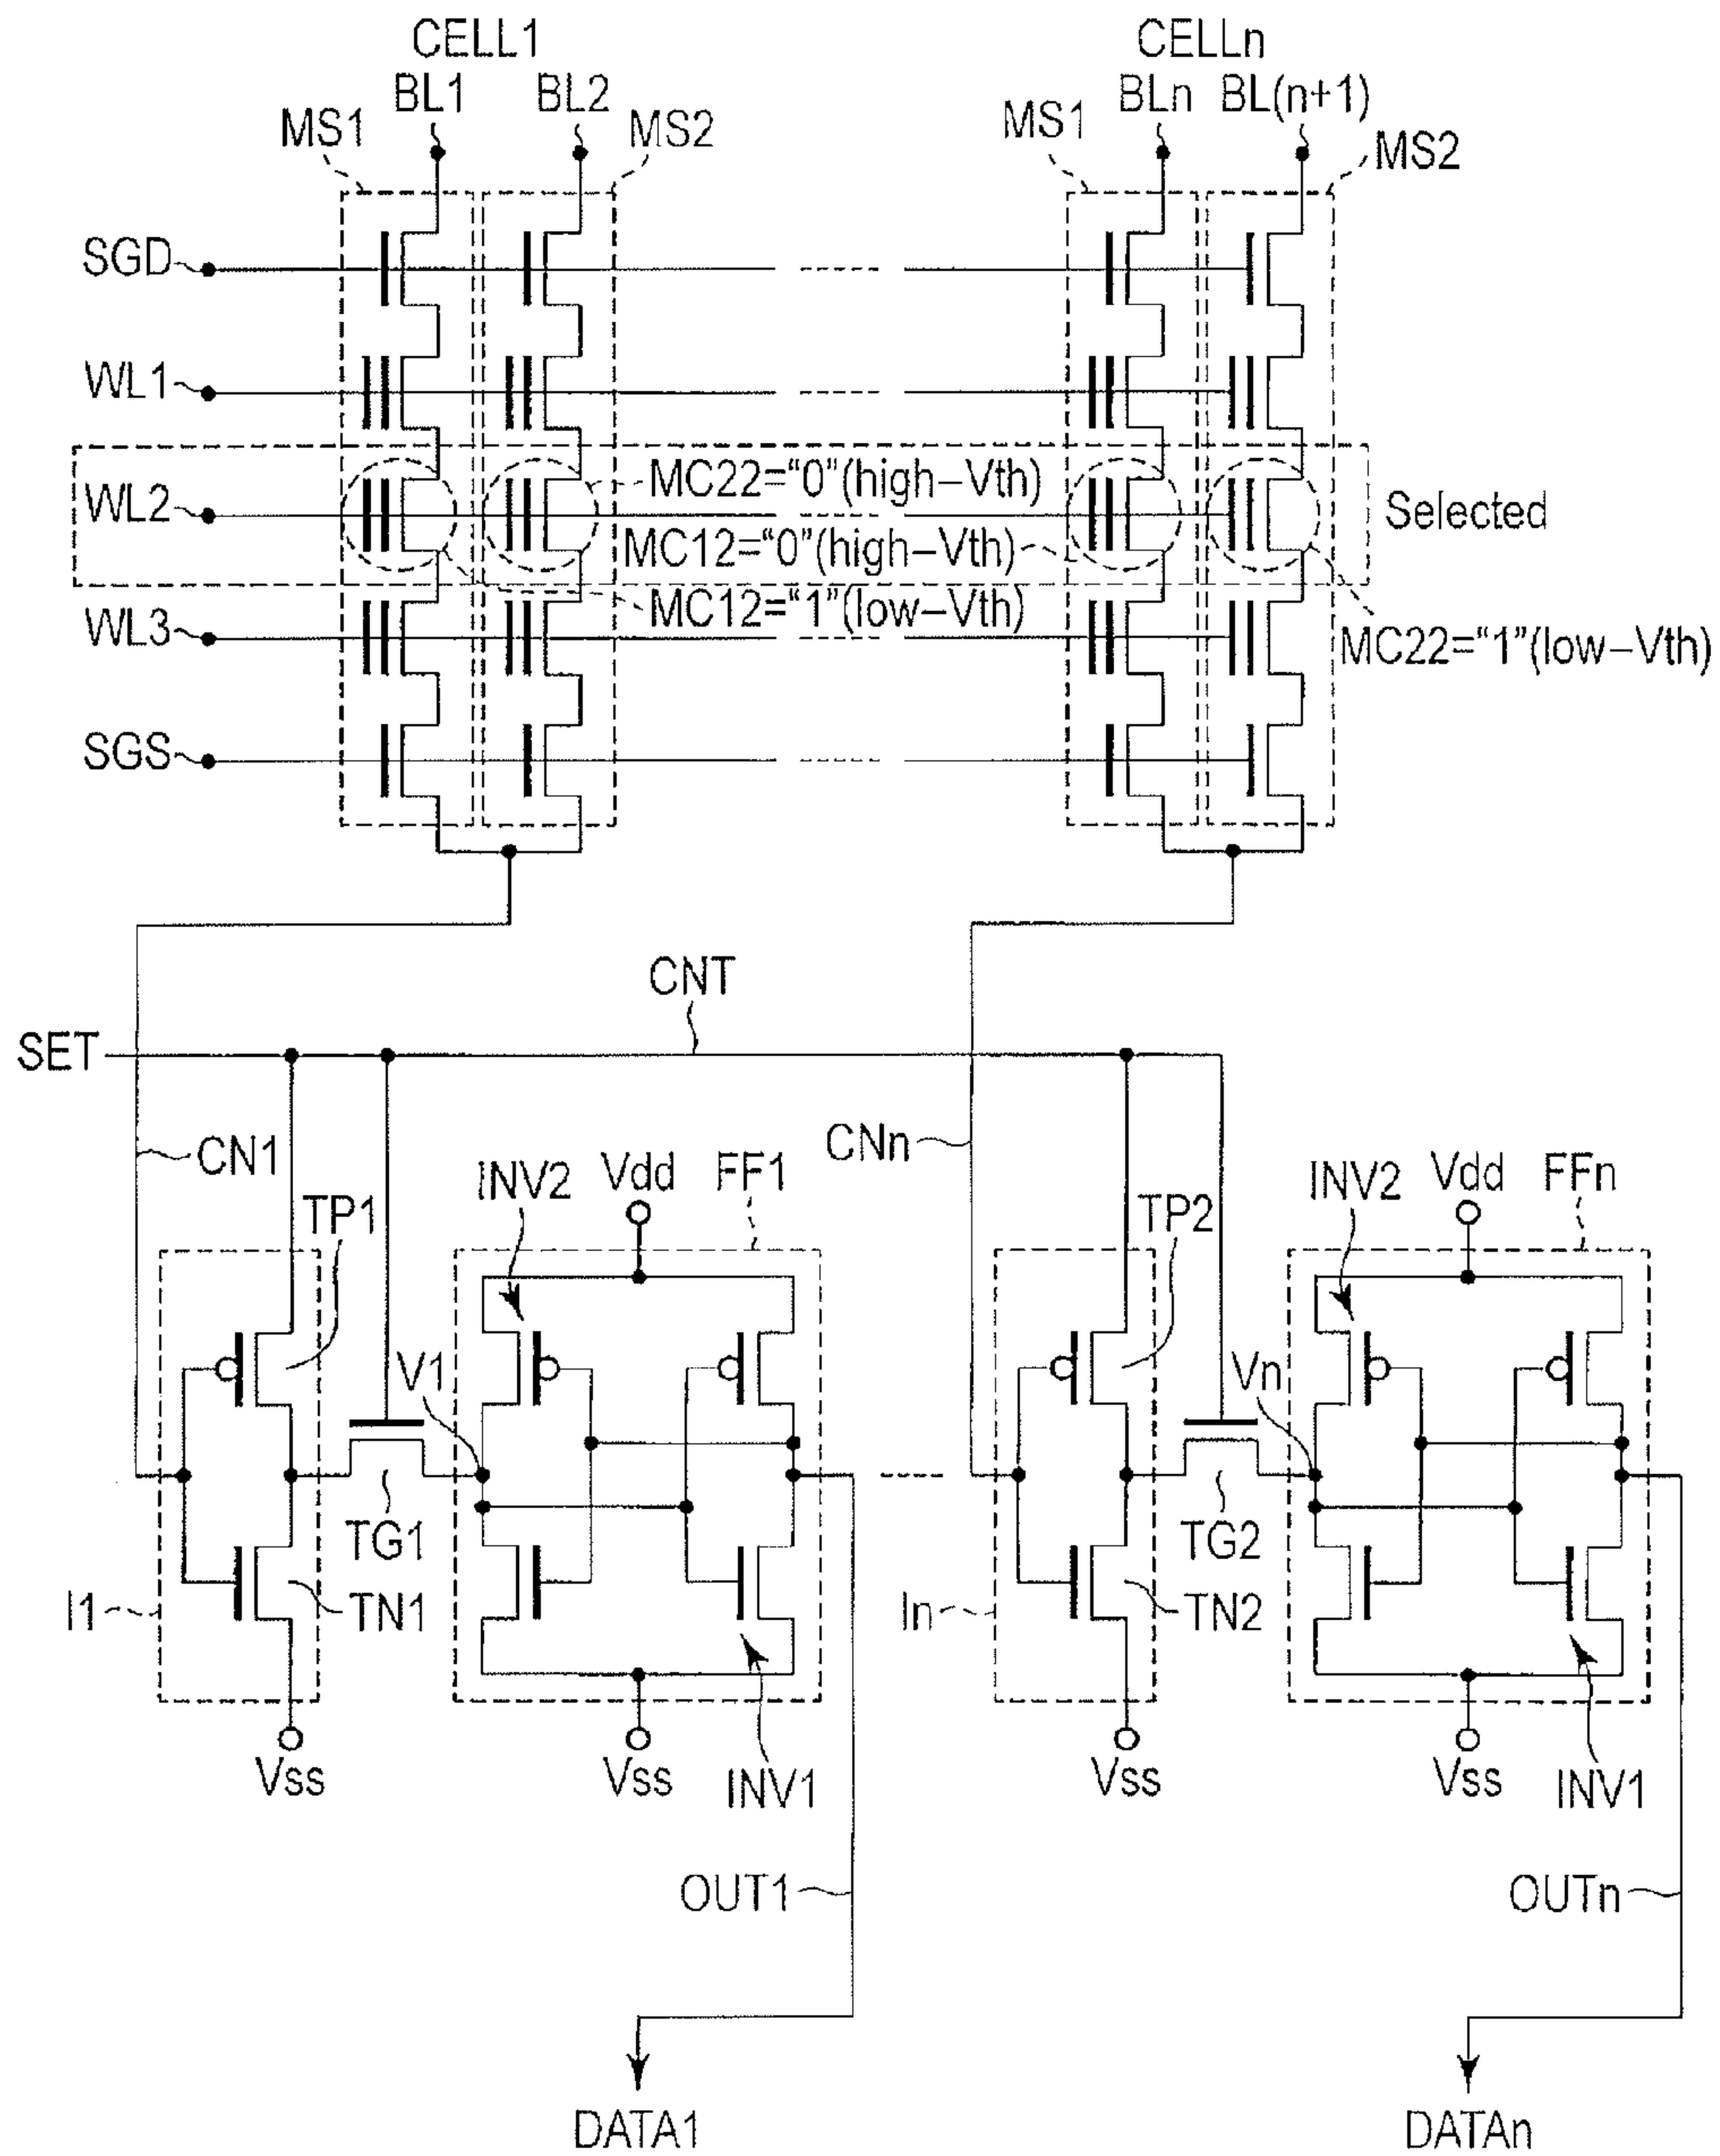 CELL1 CELLn
BL1 BL2 BLn BL(n+1)
MS1 MS2 MS1 MS2
SGD
WL1
MC22="0"(high–Vth)
WL2 Selected
MC12="0"(high–Vth)
MC12="1"(low–Vth)
WL3
MC22="1"(low–Vth)
SGS
CNT
SET
CN1 CNn
INV2 Vdd FF1 INV2 Vdd FFn
TP1 TP2
V1 Vn
TG1 TG2
I1 TN1 In TN2
Vss Vss INV1 Vss Vss INV1
OUT1 OUTn
DATA1 DATAn